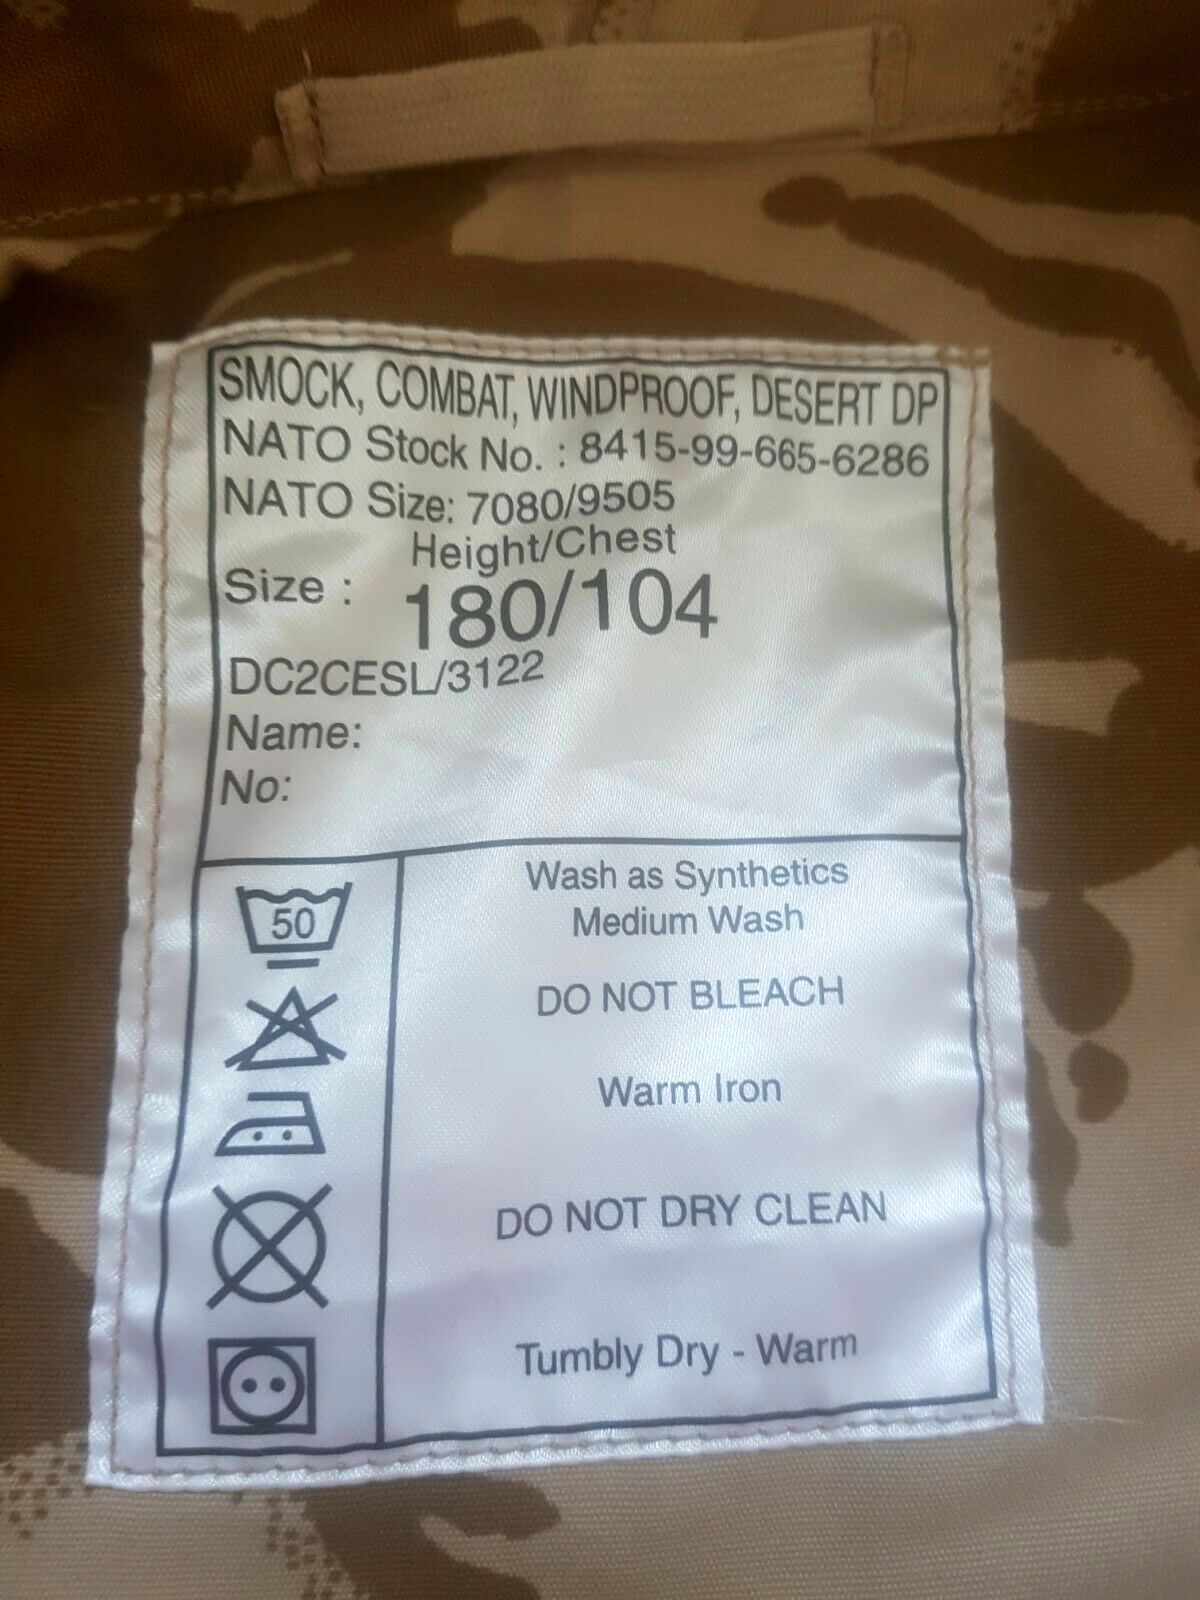 SMOCK, COMBAT, WINDPROOF, DESERT DP
NATO Stock No. : 8415-99-665-6286
NATO Size: 7080/9505
Height/Chest
Size : 180/104
DC2CESL/3122
Name:
No:
50
Wash as Synthetics
Medium Wash
DO NOT BLEACH
Warm Iron
DO NOT DRY CLEAN
Tumbly Dry - Warm